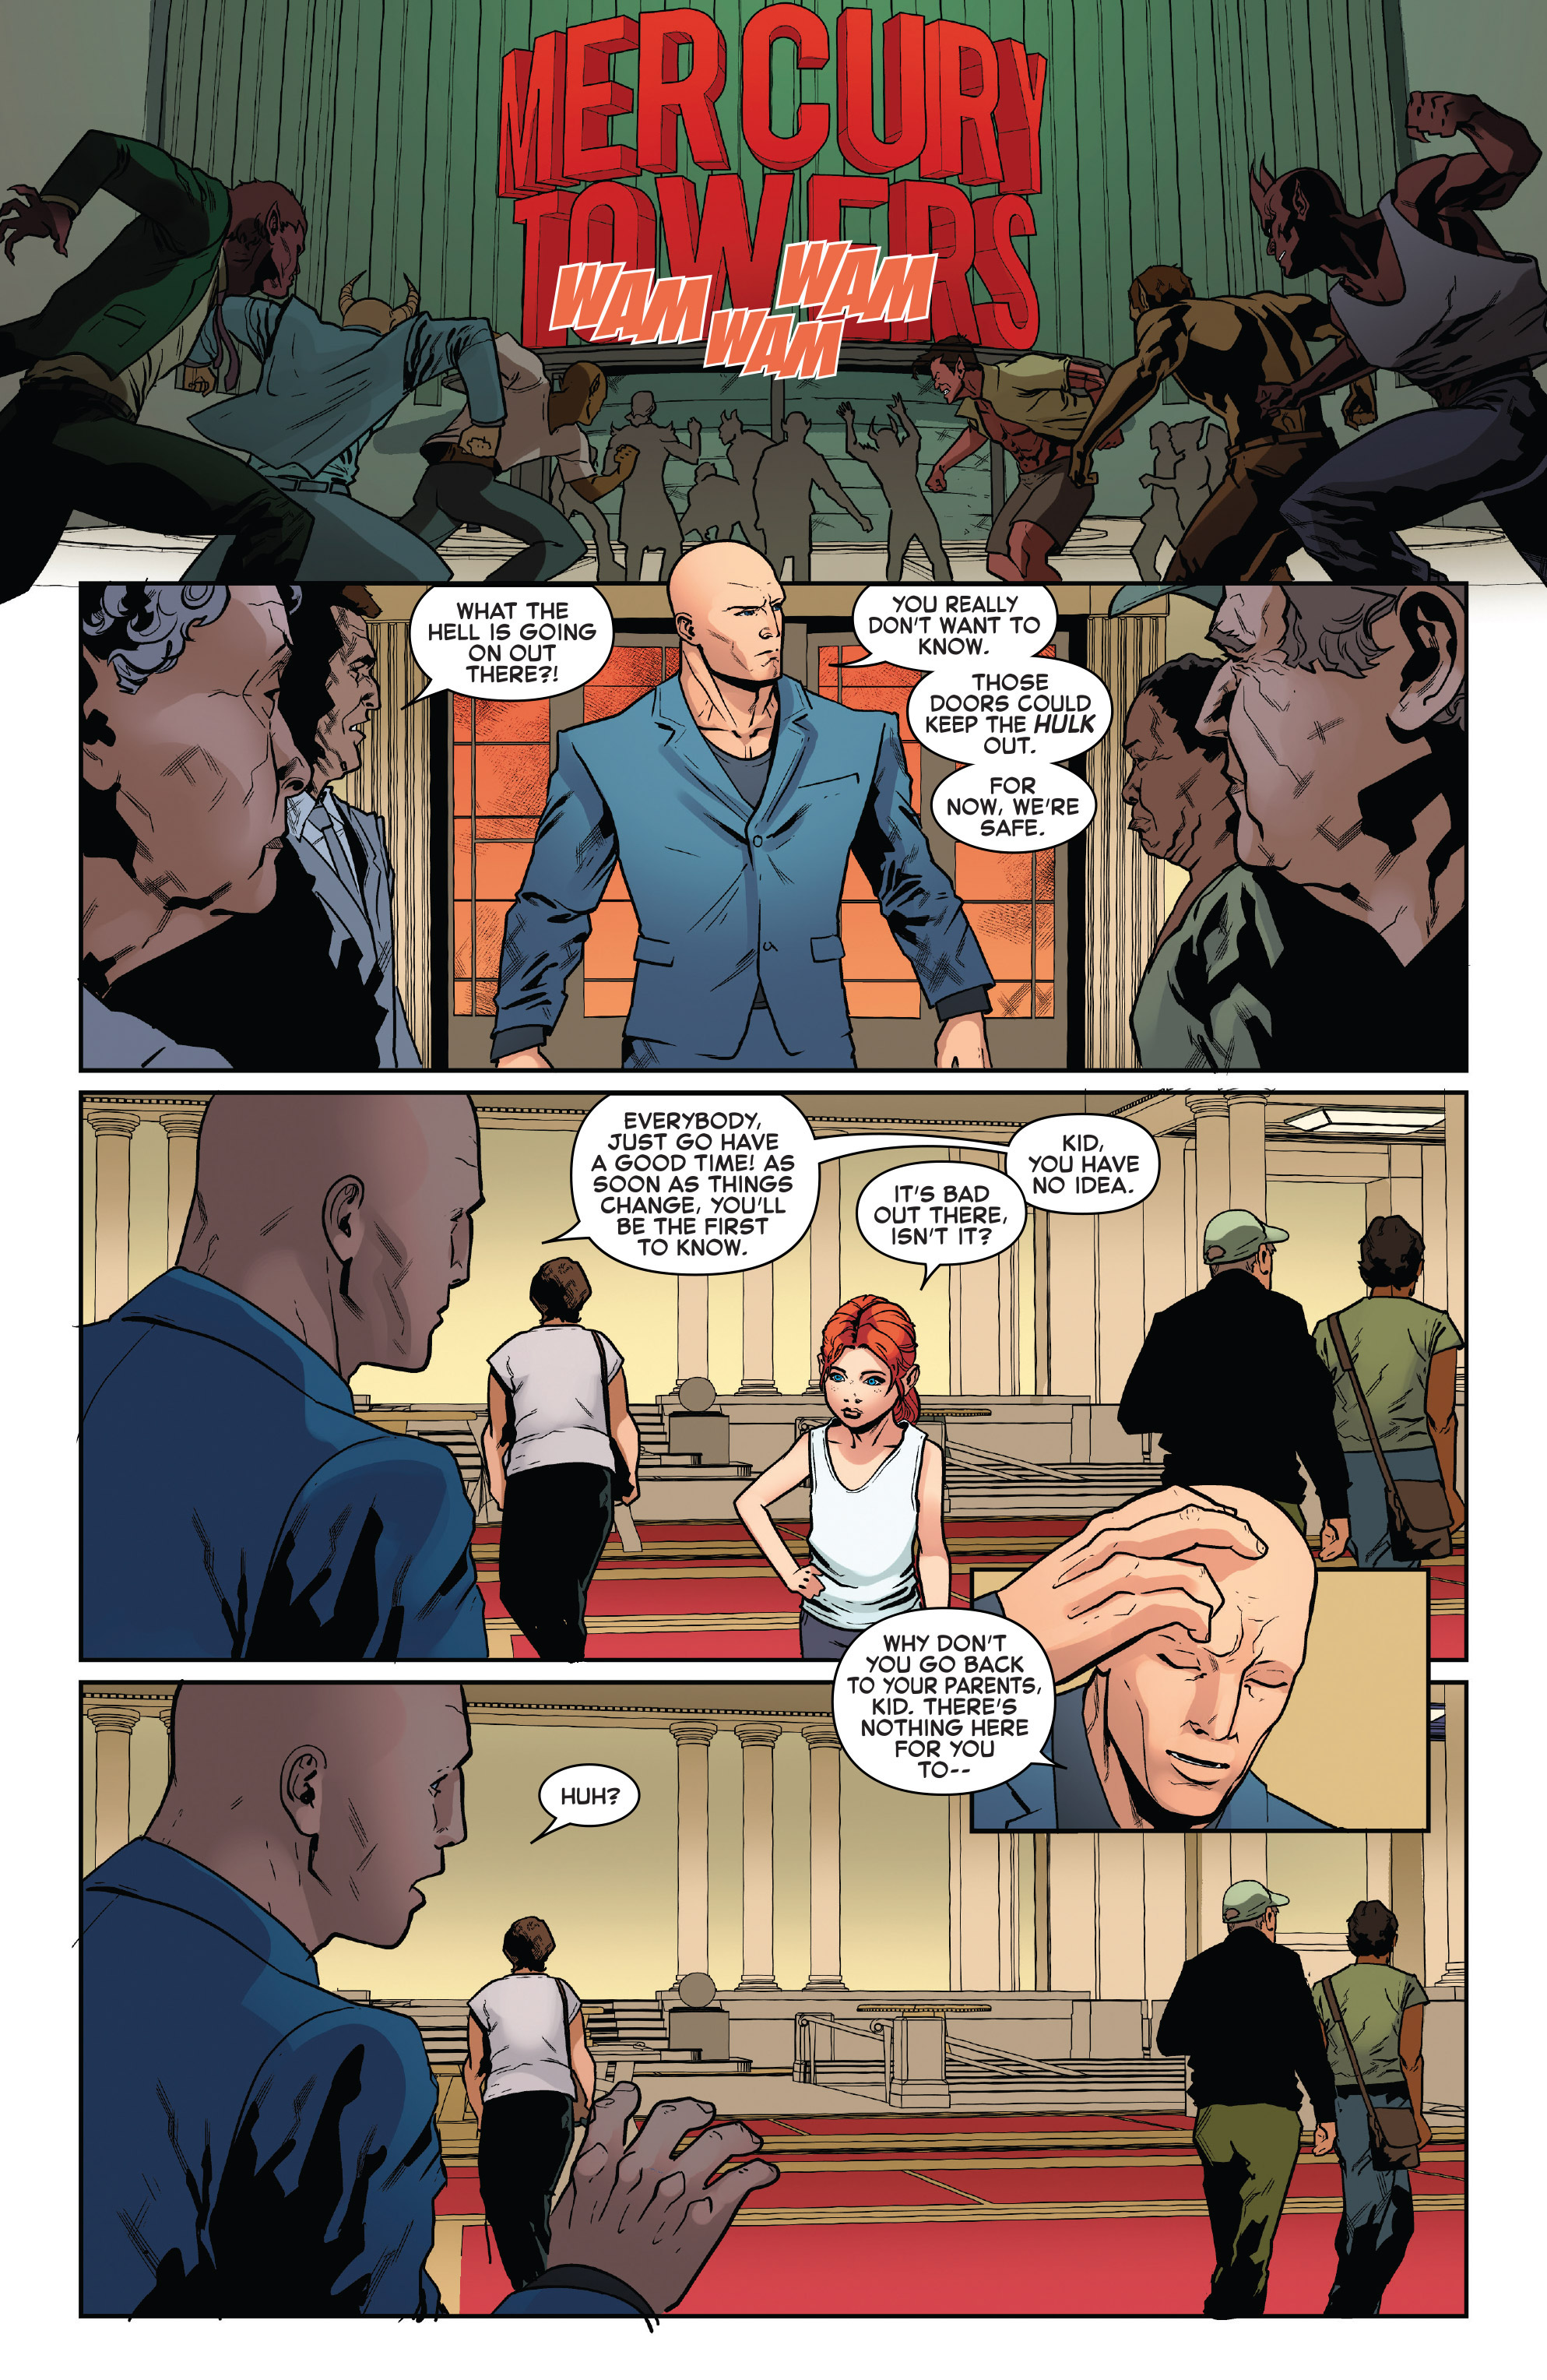 MERCURY
TOWERS
WAM
WAM
WAM
WHAT THE
HELL IS GOING
ON OUT
THERE?!
YOU REALLY
DON'T WANT TO
KNOW.
THOSE
DOORS COULD
KEEP THE HULK
OUT.
FOR
NOW, WE'RE
SAFE.
EVERYBODY,
JUST GO HAVE
A GOOD TIME! AS
SOON AS THINGS
CHANGE, YOU'LL
BE THE FIRST
TO KNOW.
IT'S BAD
OUT THERE,
ISN'T IT?
KID,
YOU HAVE
NO IDEA.
WHY DON'T
YOU GO BACK
TO YOUR PARENTS,
KID. THERE'S
NOTHING HERE
FOR YOU
TO--
HUH?